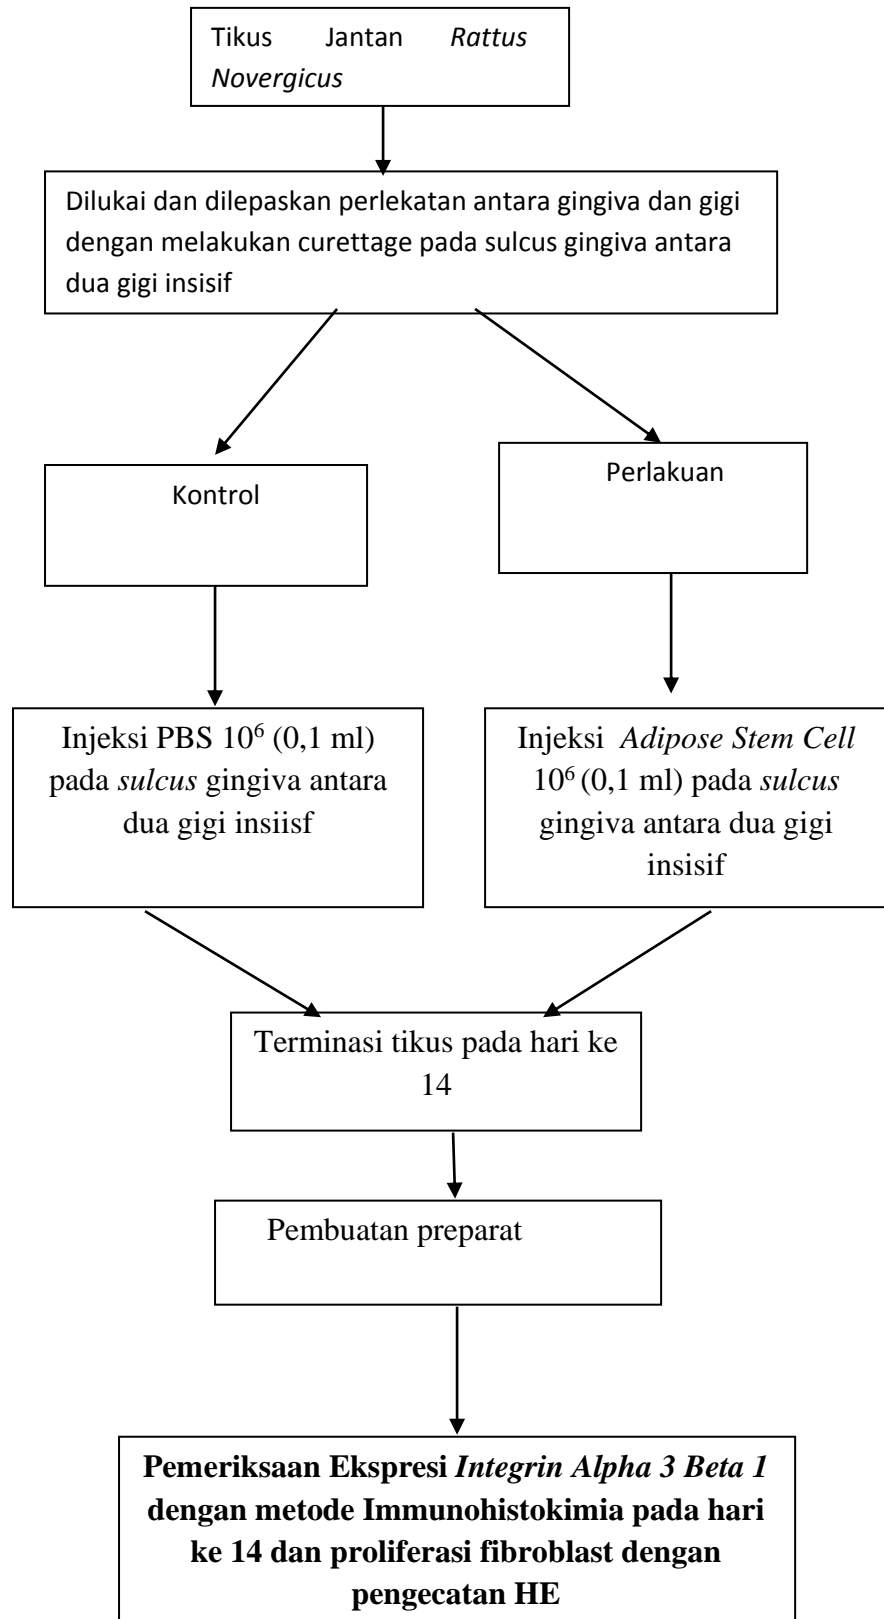 Tikus Jantan Rattus
Novergicus
Dilukai dan dilepaskan perlekatan antara gingiva dan gigi
dengan melakukan curettage pada sulcus gingiva antara
dua gigi insisif
Kontrol
Perlakuan
Injeksi PBS 10⁶ (0,1 ml)
pada sulcus gingiva antara
dua gigi insiisf
Injeksi Adipose Stem Cell
10⁶ (0,1 ml) pada sulcus
gingiva antara dua gigi
insisif
Terminasi tikus pada hari ke
14
Pembuatan preparat
Pemeriksaan Ekspresi Integrin Alpha 3 Beta 1
dengan metode Immunohistokimia pada hari
ke 14 dan proliferasi fibroblast dengan
pengecatan HE